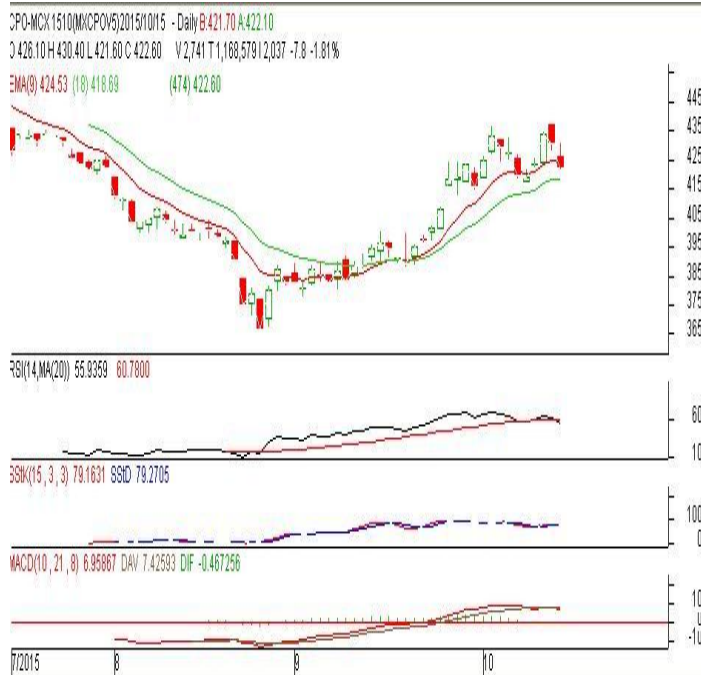 CPO-MCX 1510(MXCPOV5)2015/10/15 - Daily B:421.70 A:422.10
O 426.10 H 430.40 L 421.60 C 422.60 V 2,741 T 1,168,579 I 2,037 -7.8 -1.81%
EMA(9) 424.53 (18) 418.69 (474) 422.60
445
435
425
415
405
395
385
375
365
RSI(14,MA(20)) 55.9359 60.7800
60
10
SStK(15 , 3 , 3) 79.1631 SStD 79.2705
100
0
MACD(10 , 21 , 8) 6.95867 DAV 7.42593 DIF -0.467256
10
0
-10
7/2015 8 9 10